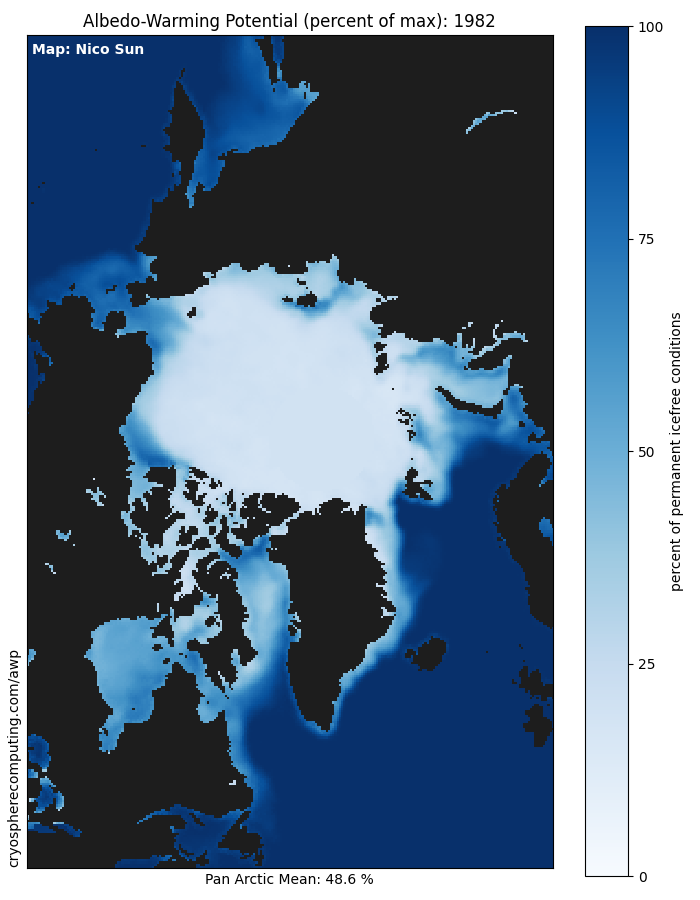 Albedo-Warming Potential (percent of max): 1982
Map: Nico Sun
100
75
50
25
0
percent of permanent icefree conditions
cryospherecomputing.com/awp
Pan Arctic Mean: 48.6 %